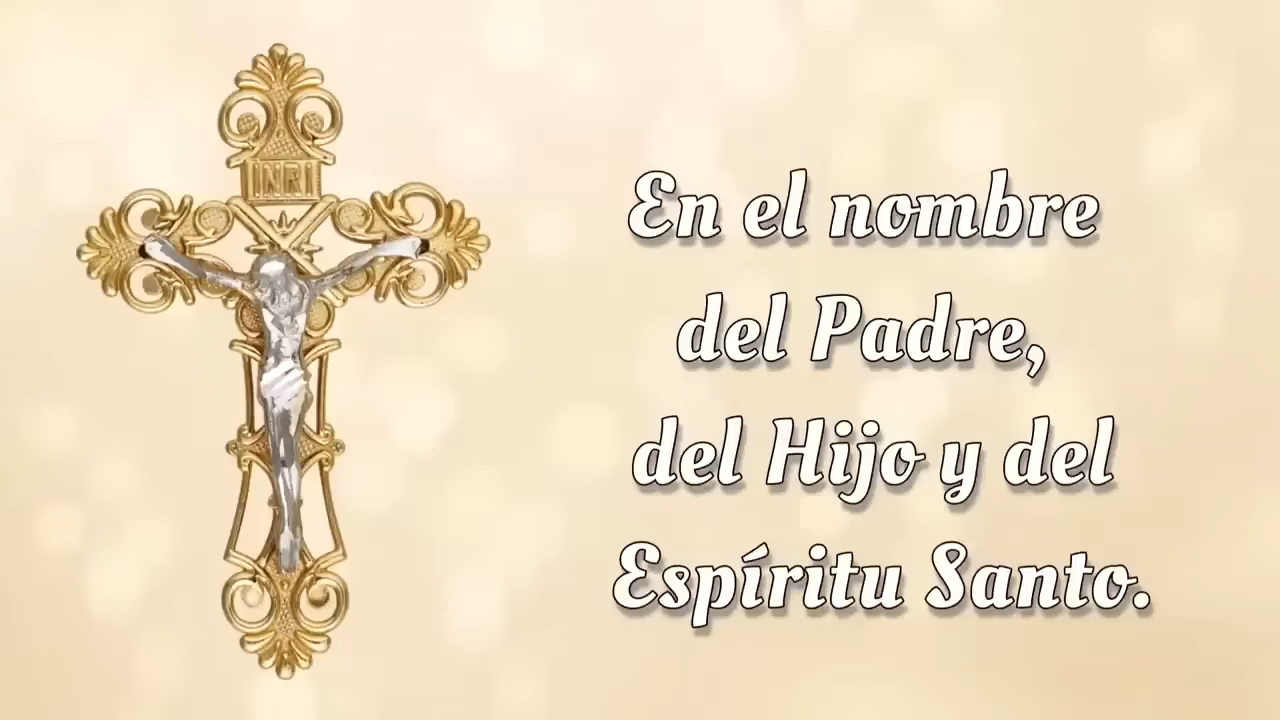 INRI
En el nombre
del Padre,
del Hijo y del
Espíritu Santo.